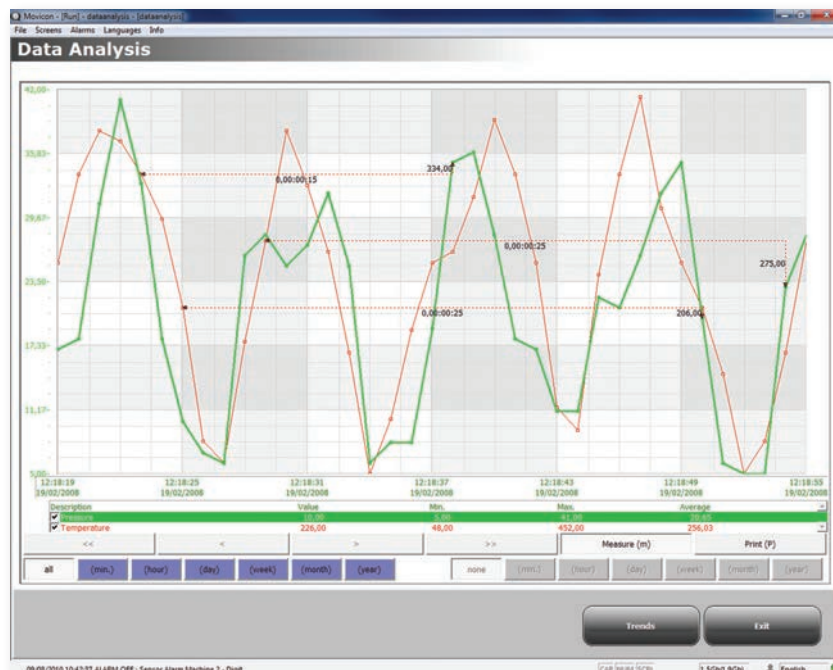 Movicon - [Run] - dataanalysis - [dataanalysis]
File Screens Alarms Languages Info
Data Analysis
42,00
35,83
29,67
23,50
17,33
11,17
5,00
0,00:00:15
334,00
0,00:00:25
275,00
0,00:00:25
206,00
12:18:19 12:18:25 12:18:31 12:18:37 12:18:43 12:18:49 12:18:55
19/02/2008 19/02/2008 19/02/2008 19/02/2008 19/02/2008 19/02/2008 19/02/2008
Description Value Min. Max. Average
Pressure 10,00 5,00 41,00
Temperature 226,00 48,00 452,00 256,03
<< < > >> Measure (m) Print (P)
all (min.) (hour) (day) (week) (month) (year) none (min.) (hour) (day) (week) (month) (year)
Trends Exit
English